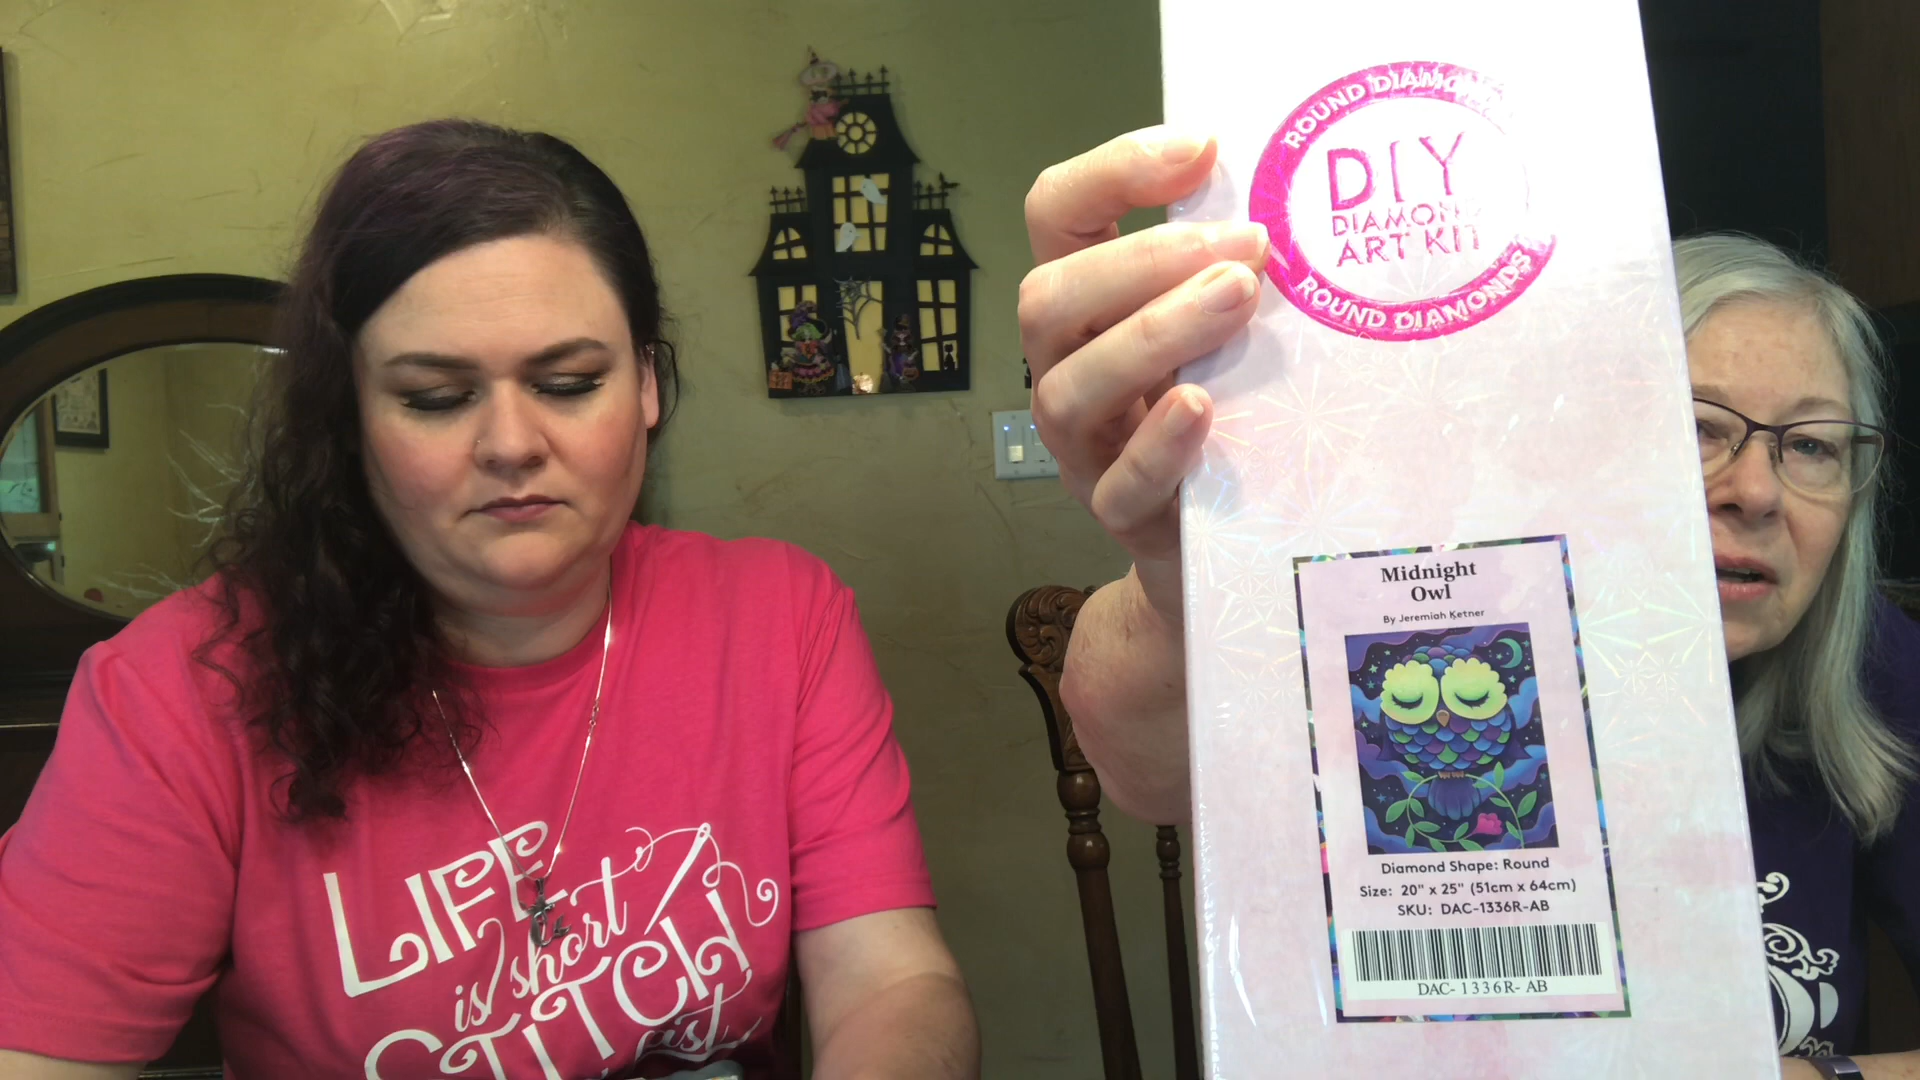 ROUND DIAMONDS
DIY
DIAMOND
ART KIT
ROUND DIAMONDS
Midnight
Owl
By Jeremiah Ketner
Diamond Shape: Round
Size: 20" x 25" (51cm x 64cm)
SKU: DAC-1336R-AB
DAC- 1336R- AB
LIFE
is short
STITCH